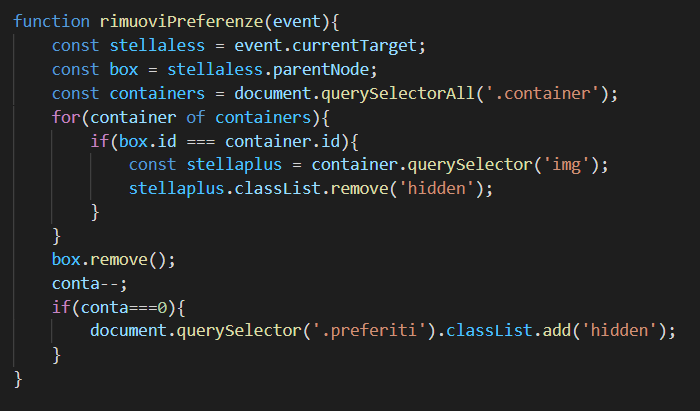 function rimuoviPreferenze(event){
    const stellaless = event.currentTarget;
    const box = stellaless.parentNode;
    const containers = document.querySelectorAll('.container');
    for(container of containers){
        if(box.id === container.id){
            const stellaplus = container.querySelector('img');
            stellaplus.classList.remove('hidden');
        }
    }
    box.remove();
    conta--;
    if(conta===0){
        document.querySelector('.preferiti').classList.add('hidden');
    }
}